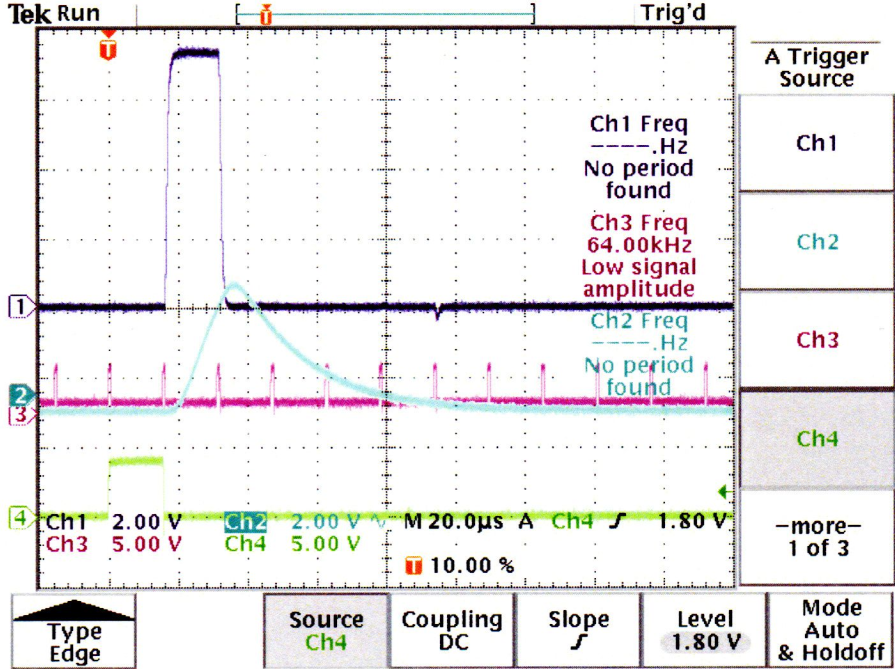 Tek Run
Trig'd
T
T
A Trigger
Source
Ch1
Ch2
Ch3
Ch4
-more-
1 of 3
Ch1 Freq
----.Hz
No period
found
Ch3 Freq
64.00kHz
Low signal
amplitude
Ch2 Freq
----.Hz
No period
found
1
2
3
4
Ch1 2.00 V Ch2 2.00 V M 20.0µs A Ch4 1.80 V
Ch3 5.00 V Ch4 5.00 V
T 10.00 %
Type
Edge
Source
Ch4
Coupling
DC
Slope
Level
1.80 V
Mode
Auto
& Holdoff